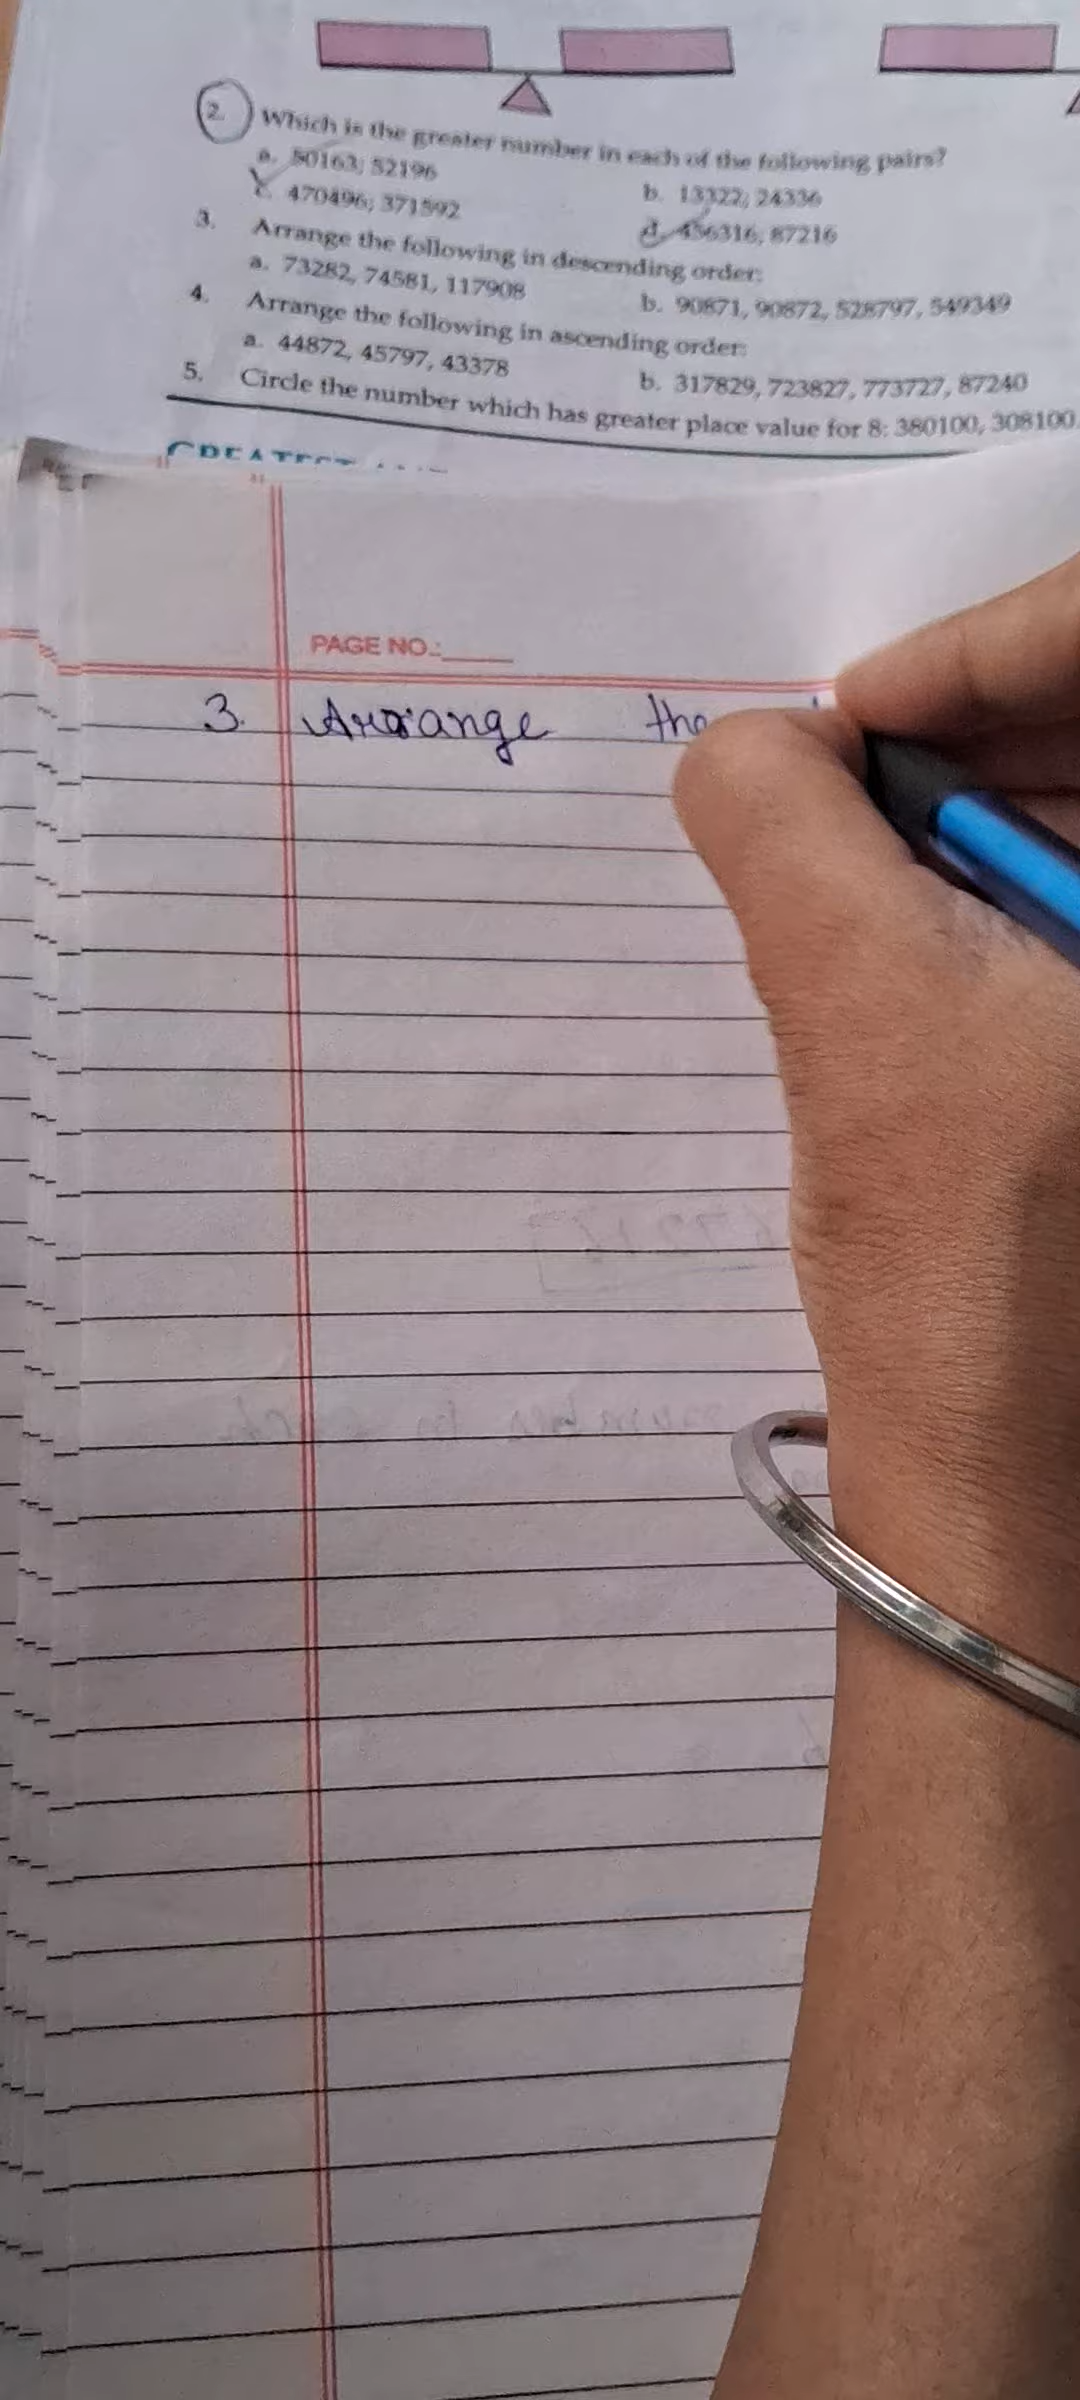 2. Which is the greater number in each of the following pairs?
a. 50163; 52196
b. 13322; 24336
c. 470496; 371592
d. 456316, 87216
3. Arrange the following in descending order:
a. 73282, 74581, 117908
b. 90871, 90872, 528797, 549349
4. Arrange the following in ascending order:
a. 44872, 45797, 43378
b. 317829, 723827, 773727, 87240
5. Circle the number which has greater place value for 8: 380100, 308100.
GREATEST
PAGE NO.:
3. Arrange the